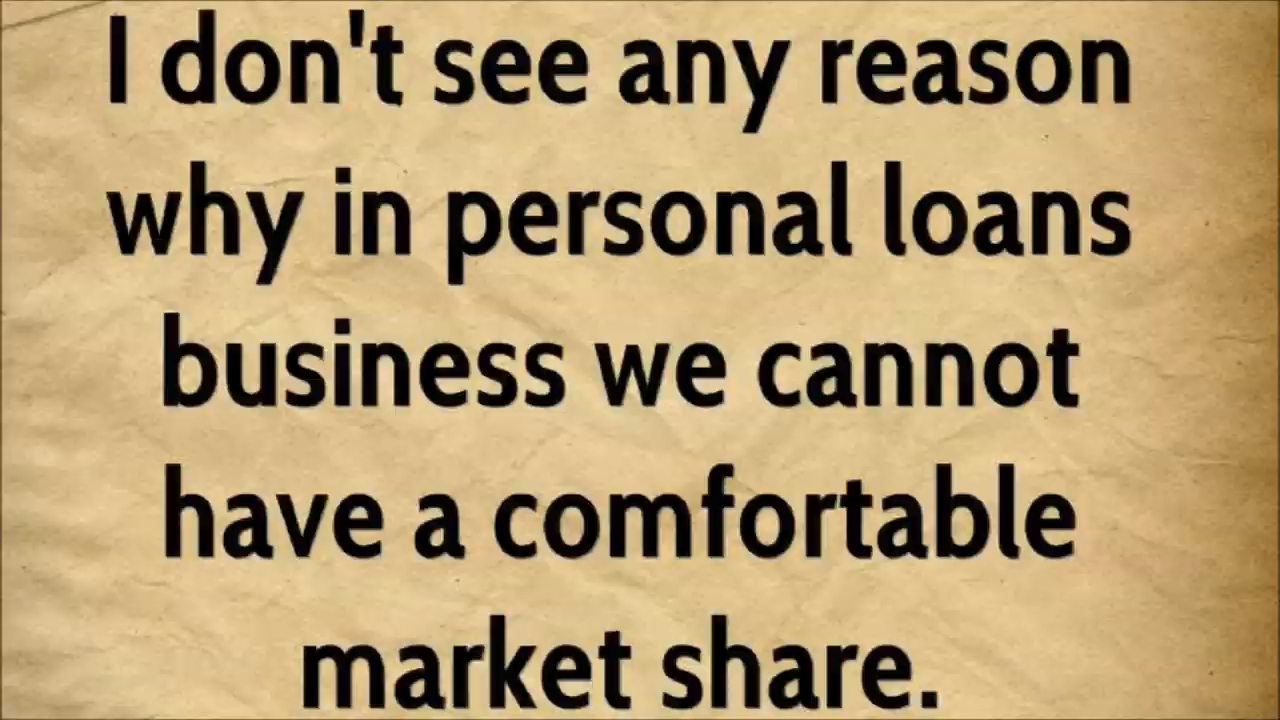 I don't see any reason
why in personal loans
business we cannot
have a comfortable
market share.